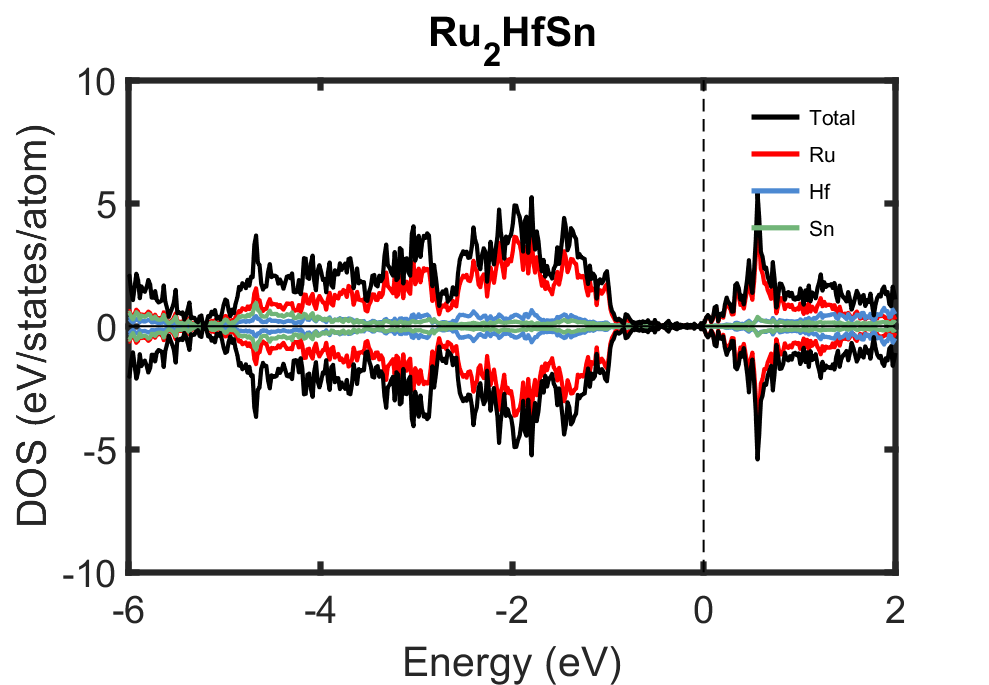 Ru₂HfSn
10
5
0
-5
-10
DOS (eV/states/atom)
Total
Ru
Hf
Sn
-6 -4 -2 0 2
Energy (eV)